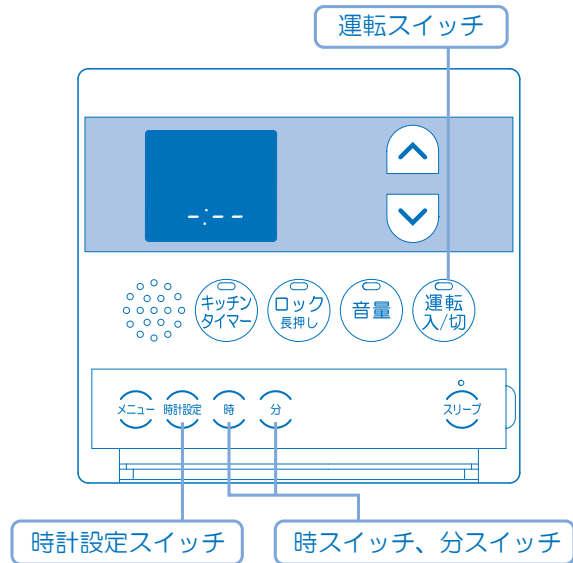 運転スイッチ
-:--
キッチン
タイマー
ロック
長押し
音量
運転
入/切
メニュー
時計設定
時
分
スリープ
時計設定スイッチ
時スイッチ、分スイッチ